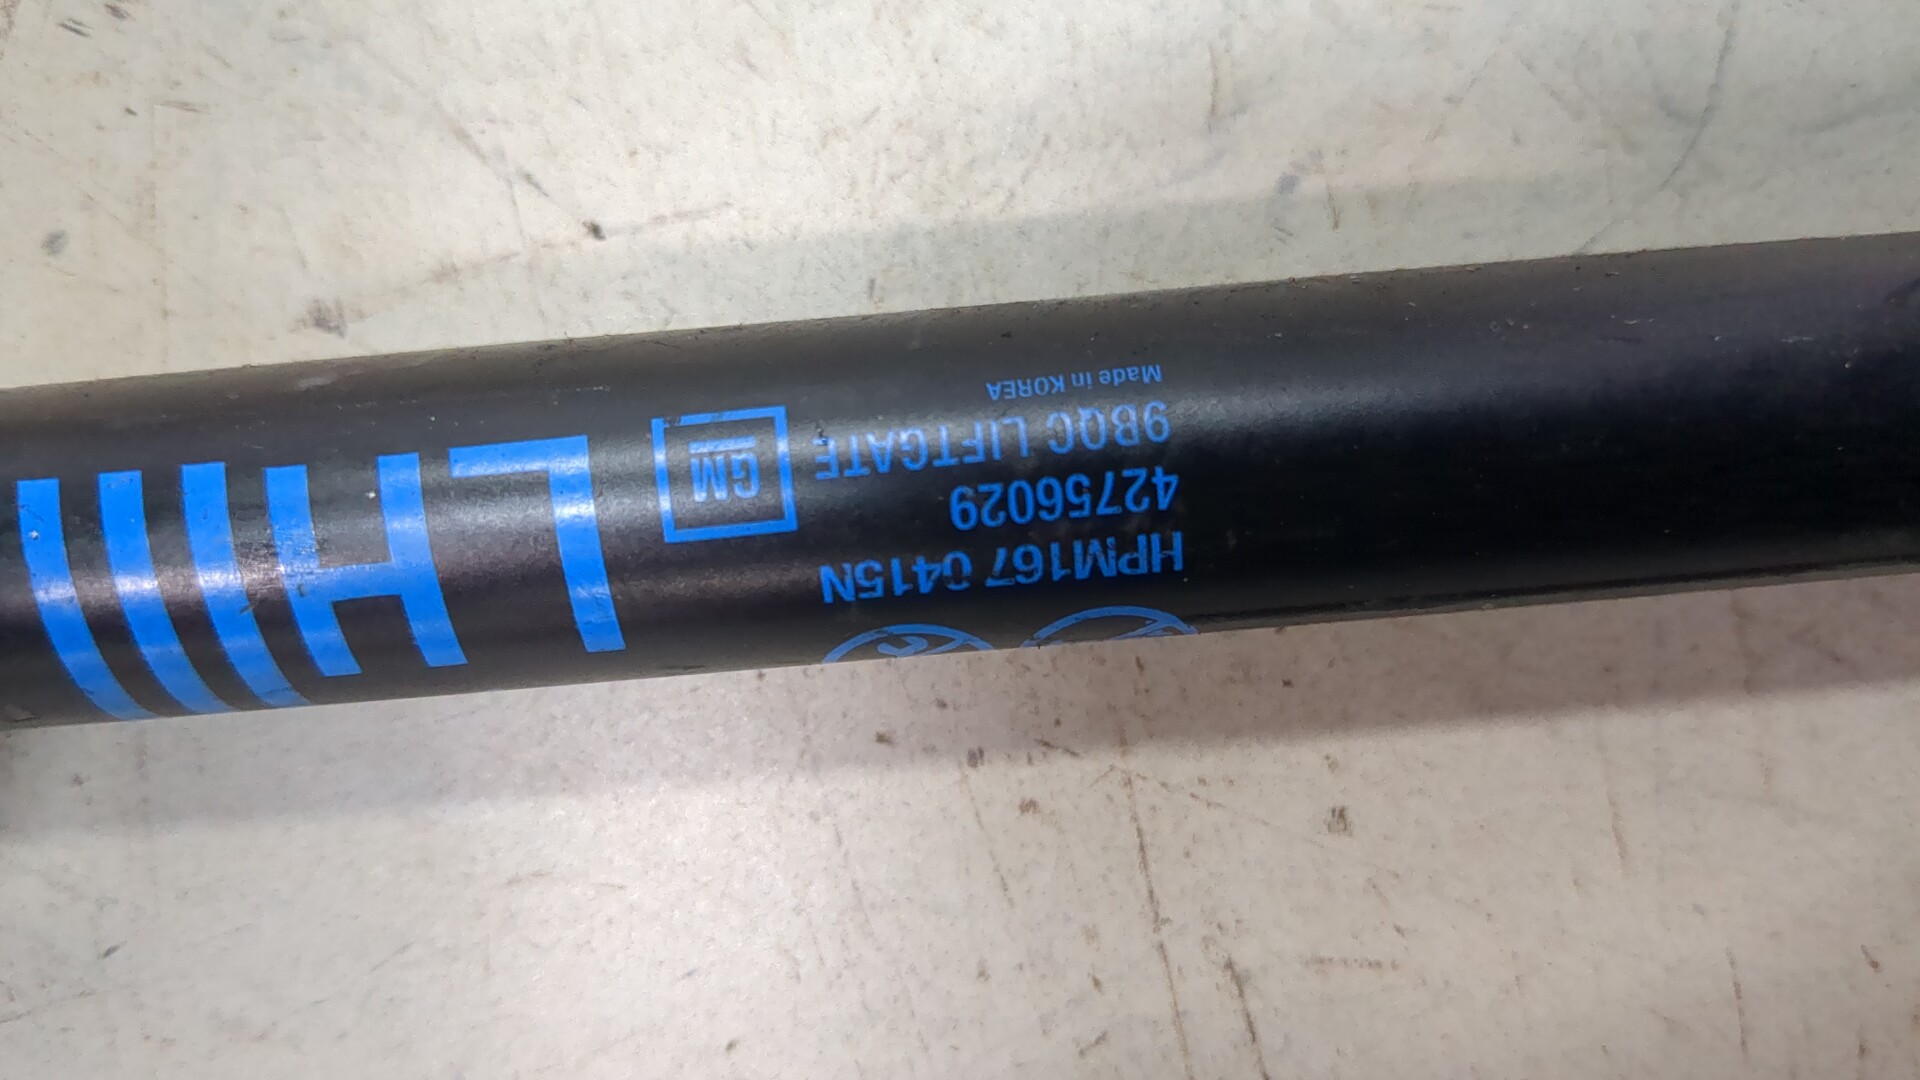 Made in KOREA
9BQC LIFTGATE
42756029
HPM167 0415N
GM
LH